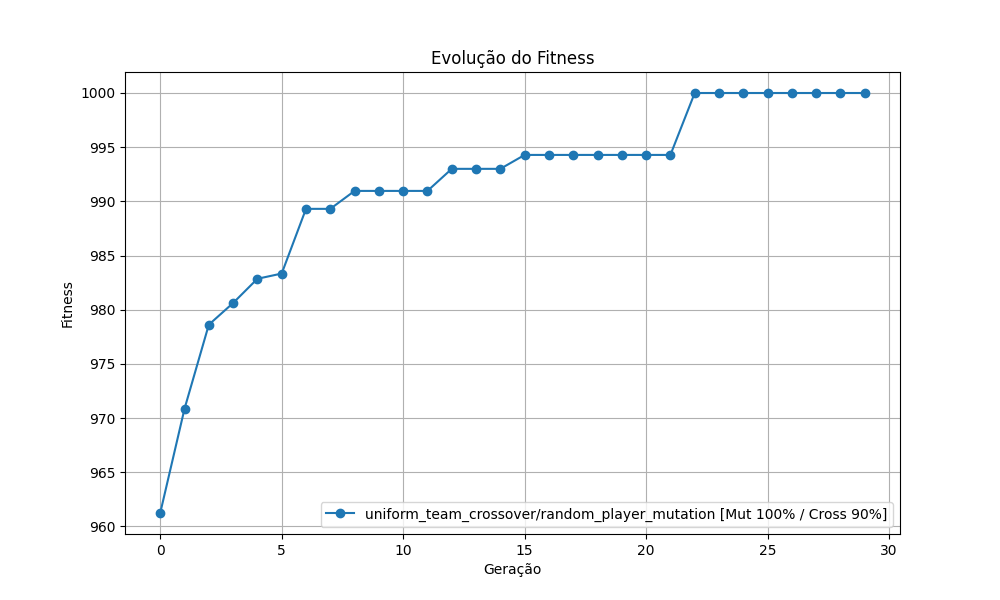 Evolução do Fitness
1000
995
990
985
980
975
970
965
960
Fitness
uniform_team_crossover/random_player_mutation [Mut 100% / Cross 90%]
0 5 10 15 20 25 30
Geração